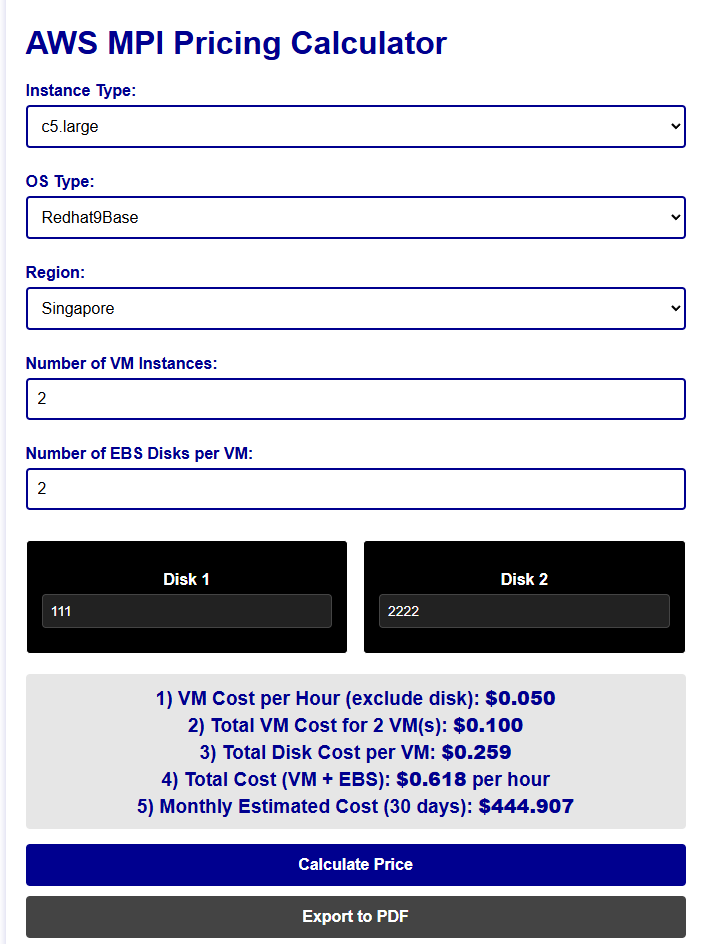 AWS MPI Pricing Calculator
Instance Type:
c5.large
OS Type:
Redhat9Base
Region:
Singapore
Number of VM Instances:
2
Number of EBS Disks per VM:
2
Disk 1
111
Disk 2
2222
1) VM Cost per Hour (exclude disk): $0.050
2) Total VM Cost for 2 VM(s): $0.100
3) Total Disk Cost per VM: $0.259
4) Total Cost (VM + EBS): $0.618 per hour
5) Monthly Estimated Cost (30 days): $444.907
Calculate Price
Export to PDF